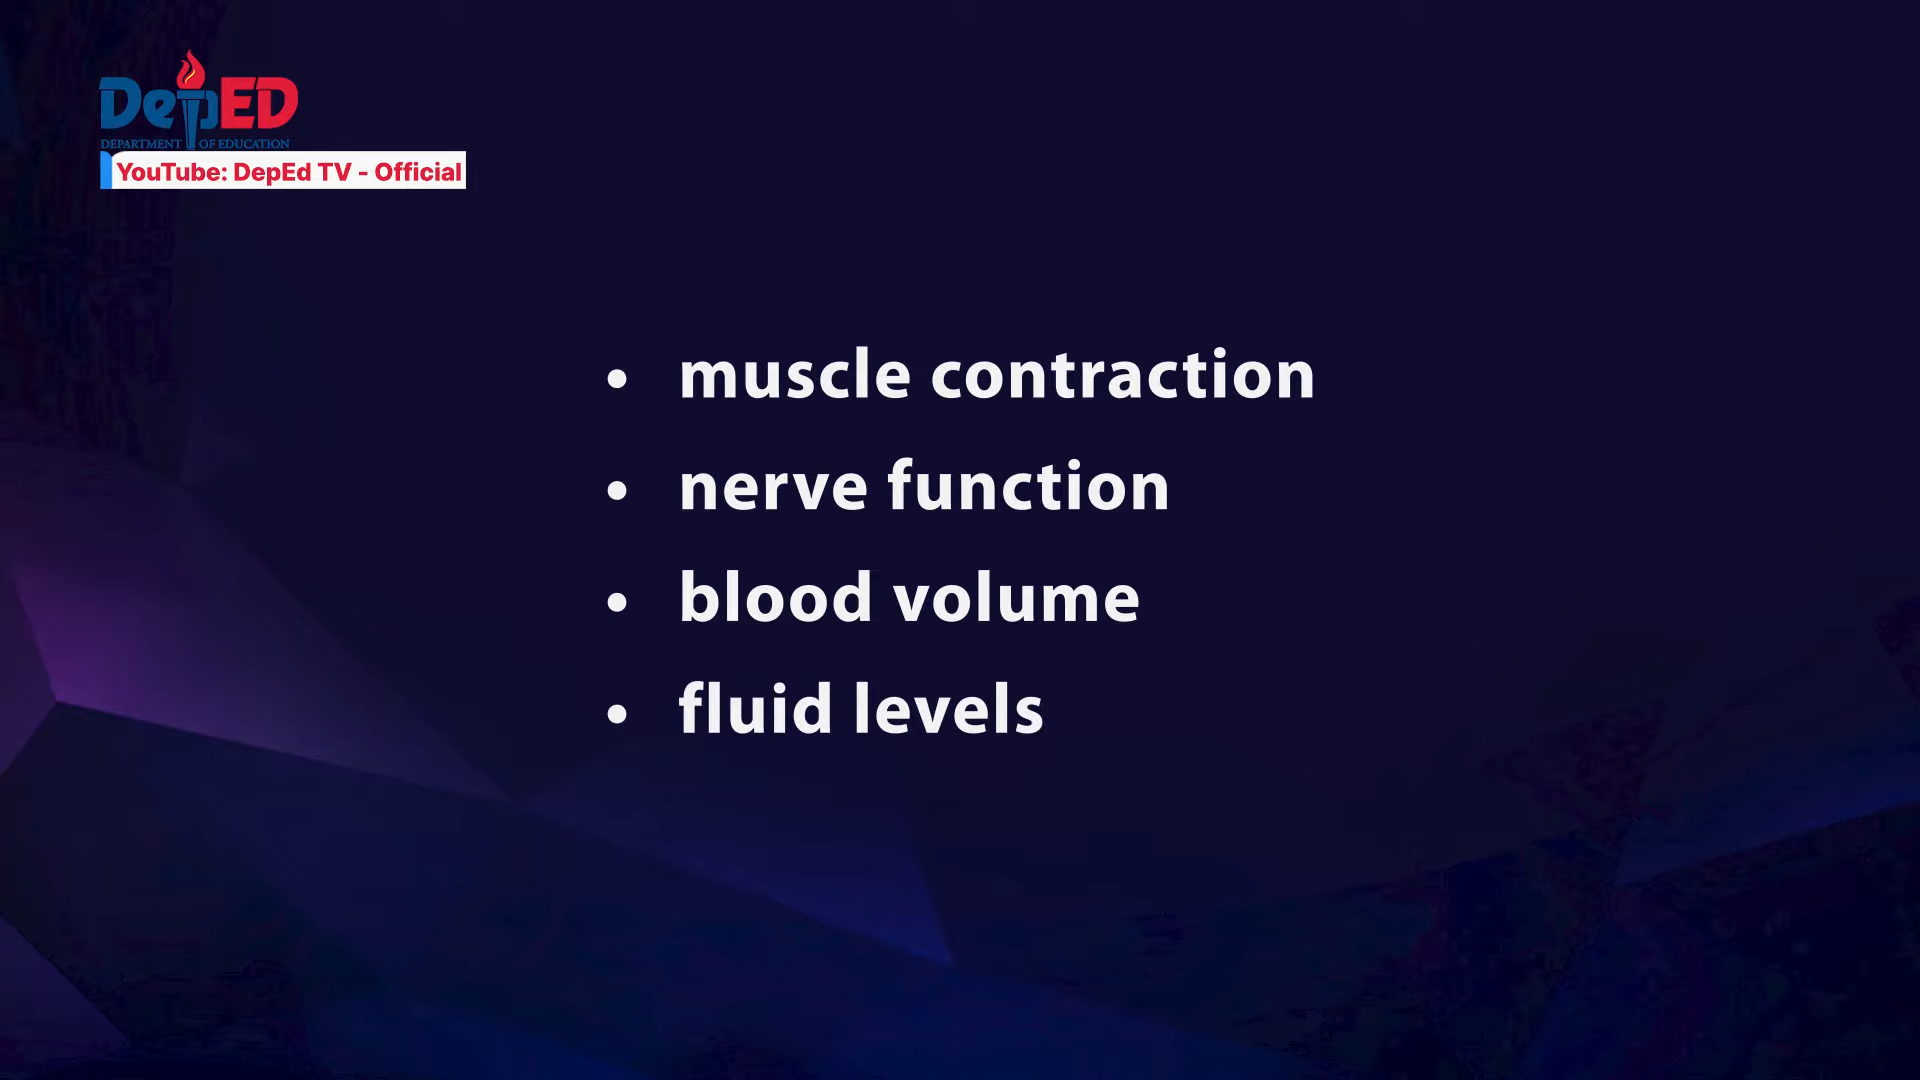 DepED
DEPARTMENT OF EDUCATION
YouTube: DepEd TV - Official
• muscle contraction
• nerve function
• blood volume
• fluid levels